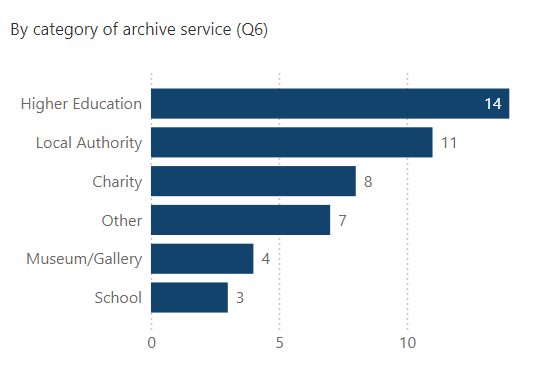 By category of archive service (Q6)
Higher Education 14
Local Authority 11
Charity 8
Other 7
Museum/Gallery 4
School 3
0 5 10